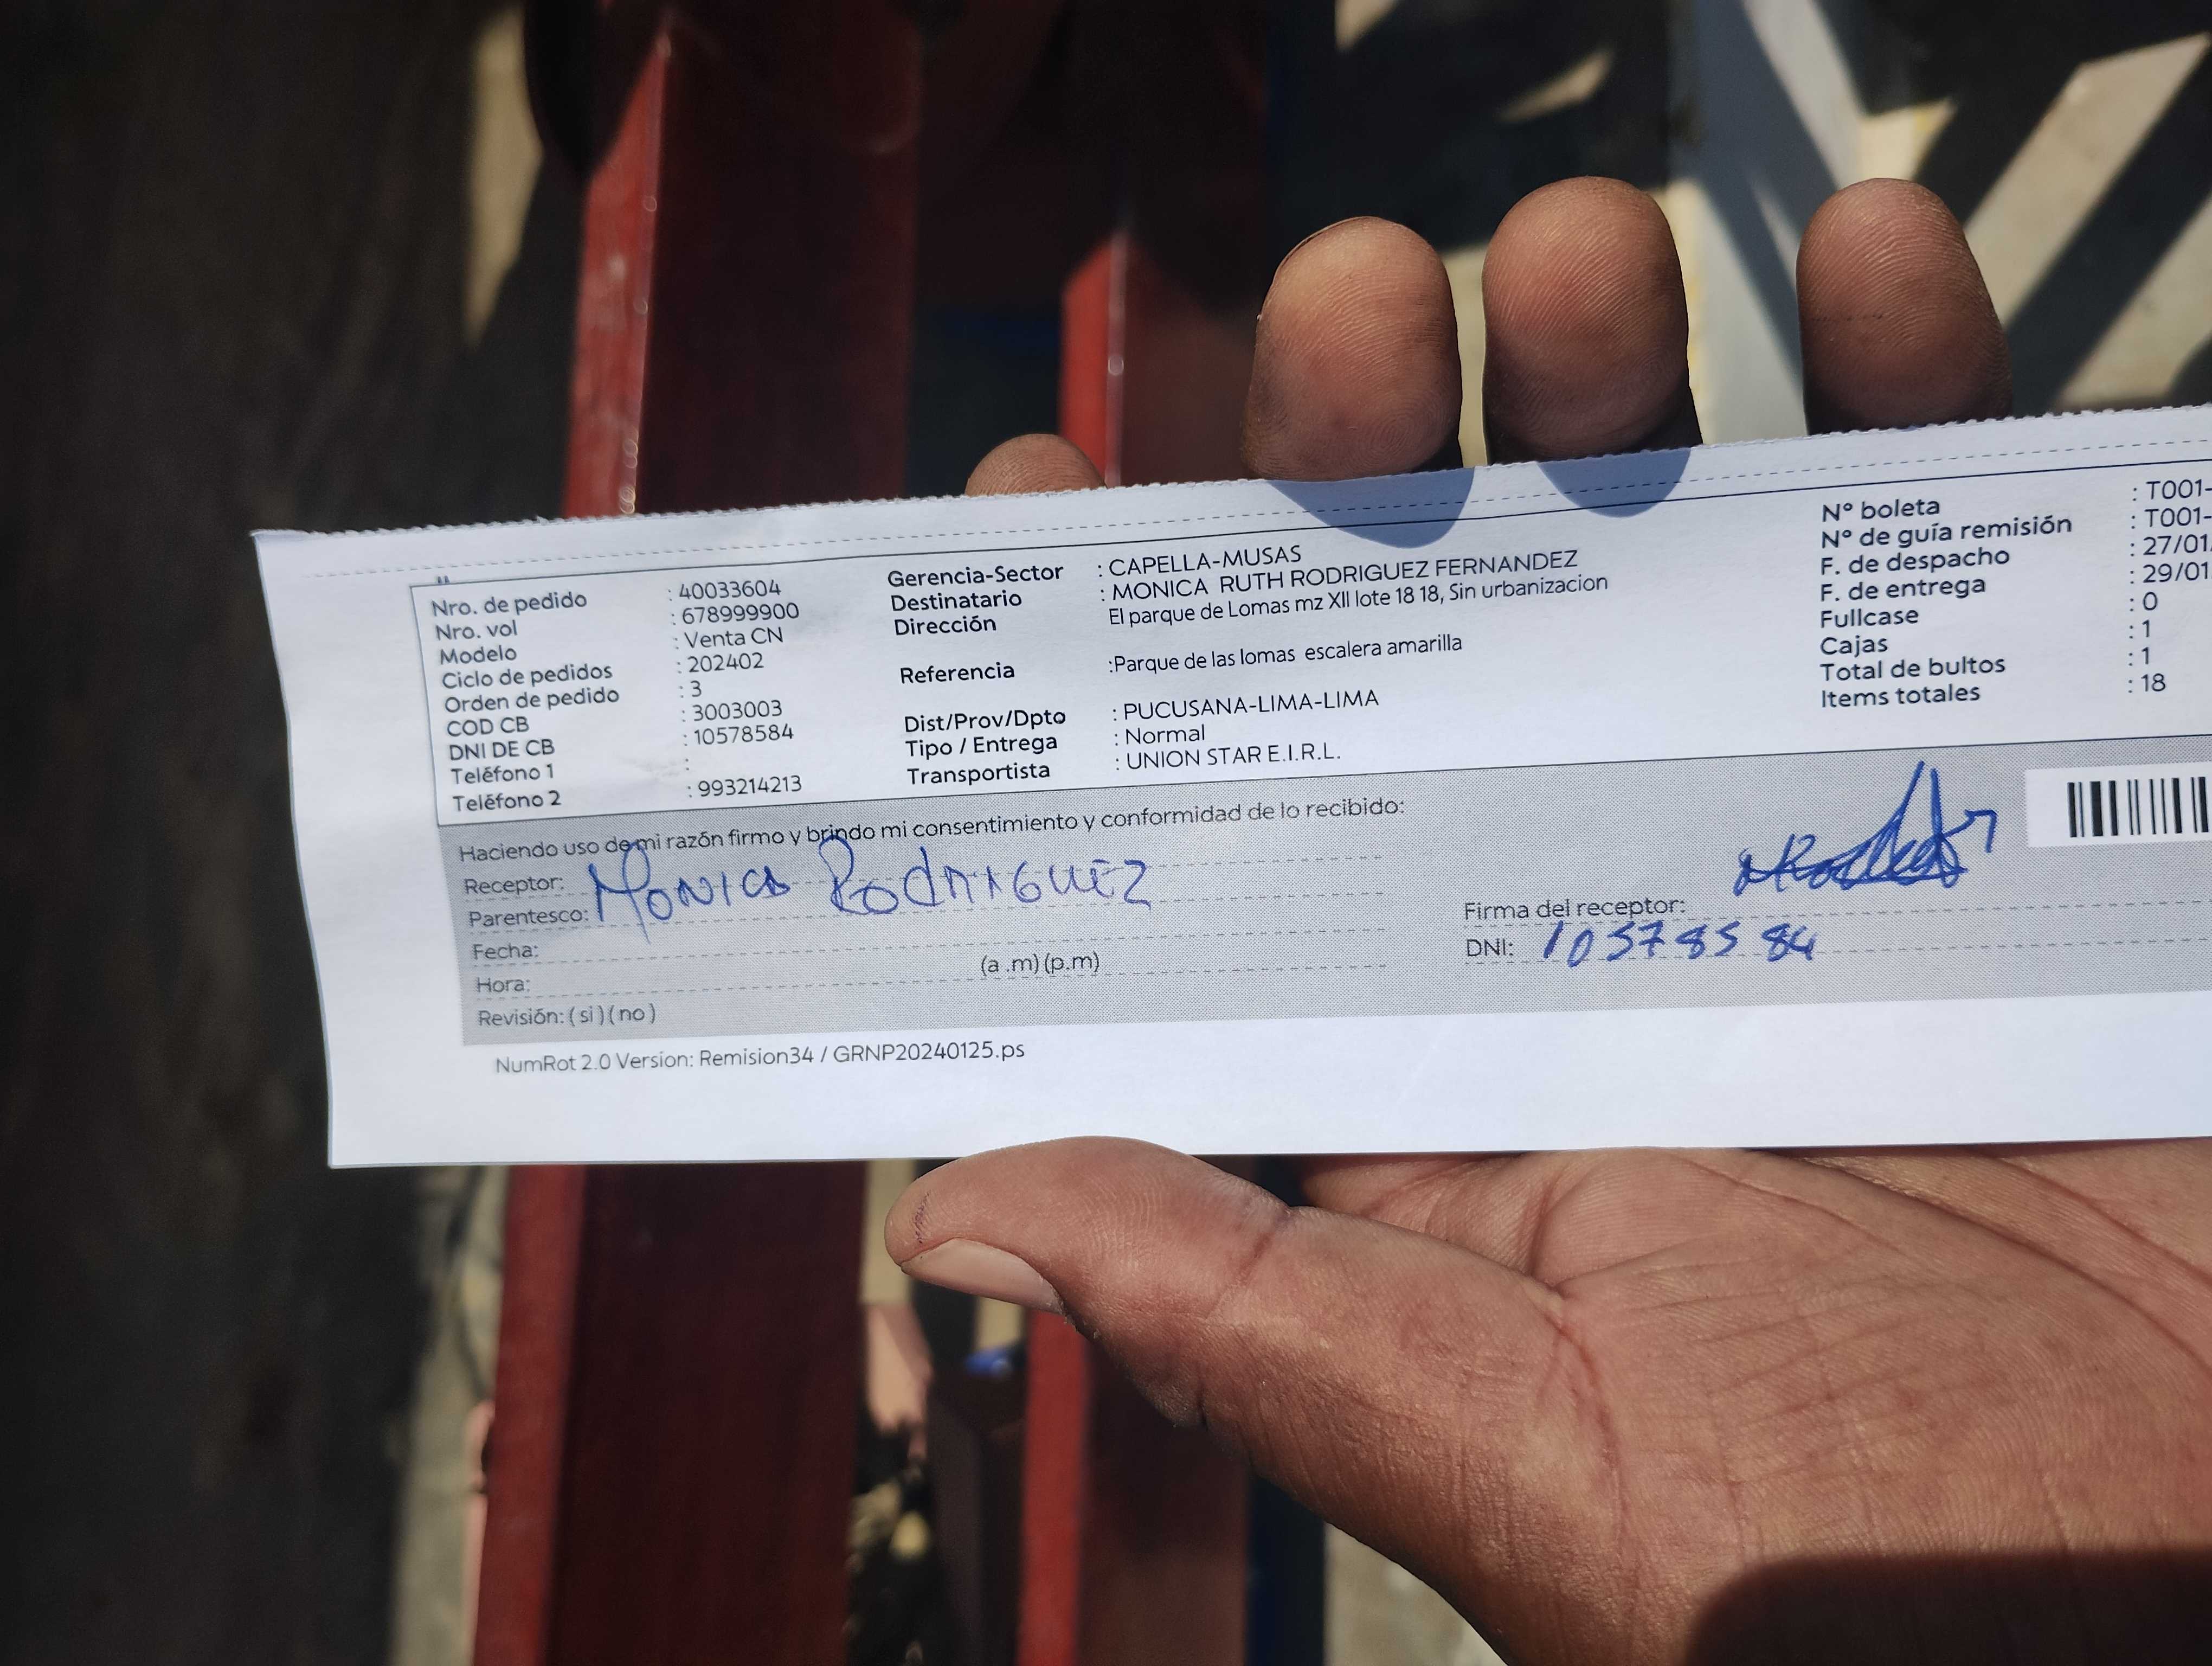 Nro. de pedido : 40033604
Nro. vol : 678999900
Modelo : Venta CN
Ciclo de pedidos : 202402
Orden de pedido : 3
COD CB : 3003003
DNI DE CB : 10578584
Teléfono 1 :
Teléfono 2 : 993214213
Gerencia-Sector : CAPELLA-MUSAS
Destinatario : MONICA RUTH RODRIGUEZ FERNANDEZ
Dirección El parque de Lomas mz XII lote 18 18, Sin urbanizacion
Referencia :Parque de las lomas escalera amarilla
Dist/Prov/Dpto : PUCUSANA-LIMA-LIMA
Tipo / Entrega : Normal
Transportista : UNION STAR E.I.R.L.
Nº boleta : T001-
Nº de guía remisión : T001-
F. de despacho : 27/01
F. de entrega : 29/01
Fullcase : 0
Cajas : 1
Total de bultos : 1
Items totales : 18
Haciendo uso de mi razón firmo y brindo mi consentimiento y conformidad de lo recibido:
Receptor: Monica Rodriguez
Parentesco:
Fecha:
Hora: (a .m) (p.m)
Revisión: ( sì ) ( no )
Firma del receptor:
DNI: 10578584
NumRot 2.0 Version: Remision34 / GRNP20240125.ps